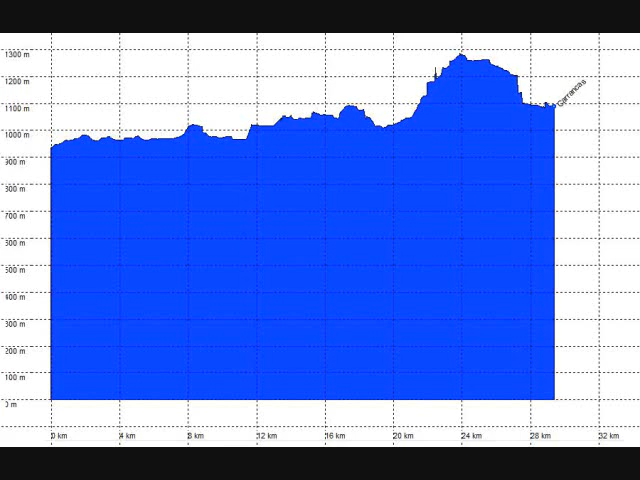 1300 m
1200 m
Carrancas
1100 m
1000 m
900 m
800 m
700 m
600 m
500 m
400 m
300 m
200 m
100 m
0 m
0 km 4 km 8 km 12 km 16 km 20 km 24 km 28 km 32 km